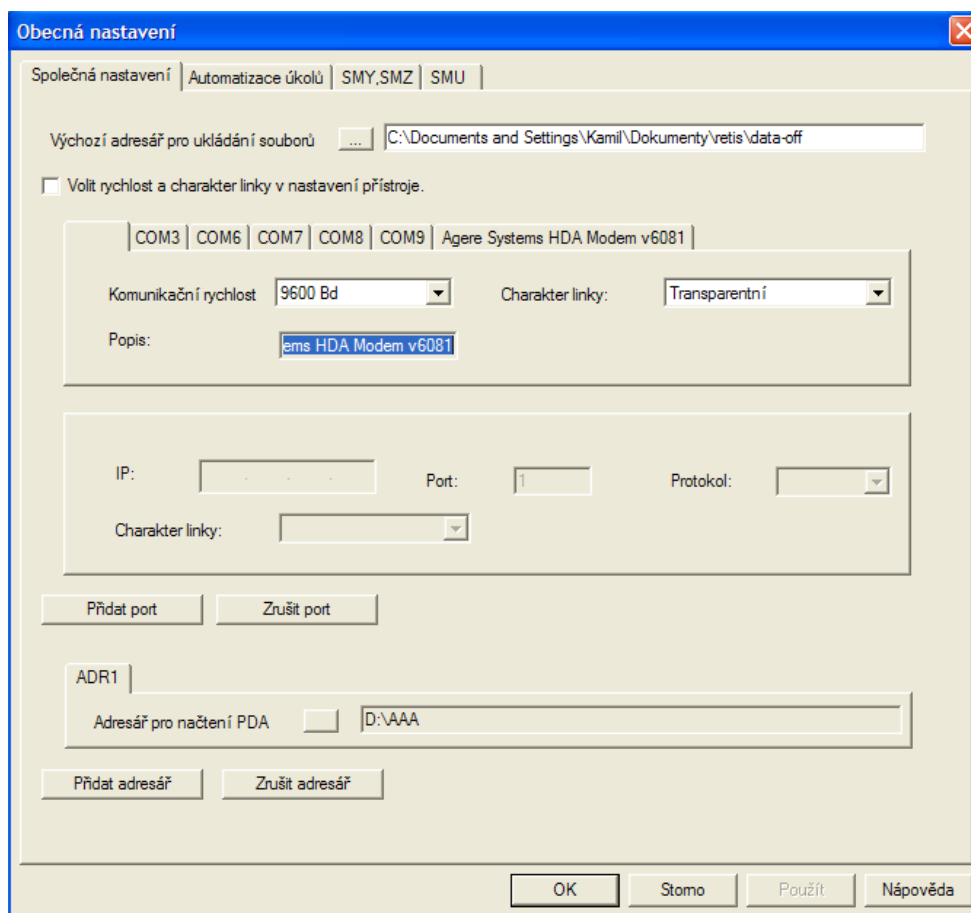 Obecná nastavení
Společná nastavení Automatizace úkolů SMY,SMZ SMU
Výchozí adresář pro ukládání souborů ... C:\Documents and Settings\Kamil\Dokumenty\retis\data-off
Volit rychlost a charakter linky v nastavení přístroje.
COM3 COM6 COM7 COM8 COM9 Agere Systems HDA Modem v6081
Komunikační rychlost 9600 Bd Charakter linky: Transparentní
Popis: ems HDA Modem v6081
IP: . . . Port: 1 Protokol:
Charakter linky:
Přidat port Zrušit port
ADR1
Adresář pro načtení PDA D:\AAA
Přidat adresář Zrušit adresář
OK Storno Použít Nápověda